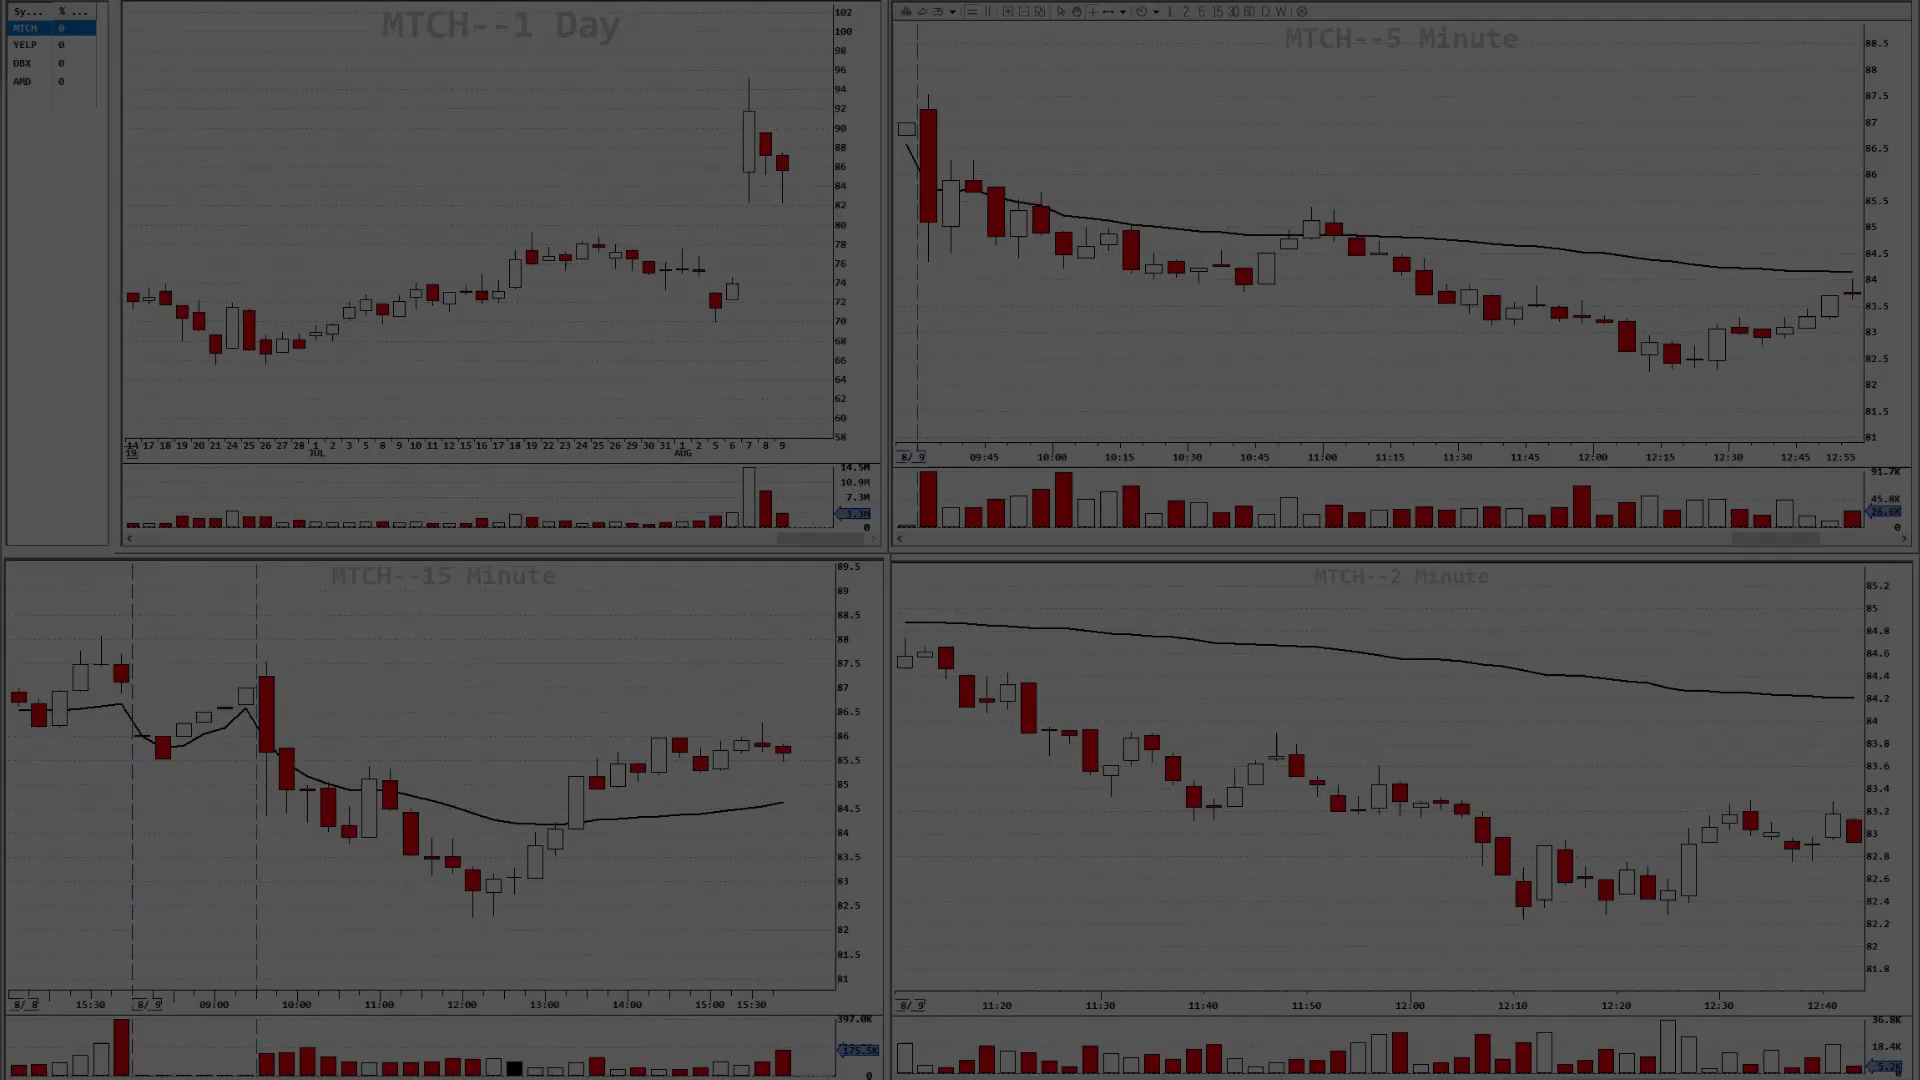 Sy... % ...
MTCH 0
YELP 0
DBX 0
AMD 0
MTCH--1 Day
102
100
98
96
94
92
90
88
86
84
82
80
78
76
74
72
70
68
66
64
62
60
58
14 17 18 19 20 21 24 25 26 27 28 1 2 3 5 8 9 10 11 12 15 16 17 18 19 22 23 24 25 26 29 30 31 1 2 5 6 7 8 9
19 JUL AUG
14.5M
10.9M
7.3M
3.3M
0
1 2 5 15 30 60 D W
MTCH--5 Minute
88.5
88
87.5
87
86.5
86
85.5
85
84.5
84
83.5
83
82.5
82
81.5
81
8/ 9 09:45 10:00 10:15 10:30 10:45 11:00 11:15 11:30 11:45 12:00 12:15 12:30 12:45 12:55
91.7K
45.8K
26.6K
0
MTCH--15 Minute
89.5
89
88.5
88
87.5
87
86.5
86
85.5
85
84.5
84
83.5
83
82.5
82
81.5
81
8/ 8 15:30 8/ 9 09:00 10:00 11:00 12:00 13:00 14:00 15:00 15:30
397.0K
175.5K
0
MTCH--2 Minute
85.2
85
84.8
84.6
84.4
84.2
84
83.8
83.6
83.4
83.2
83
82.8
82.6
82.4
82.2
82
81.8
8/ 9 11:20 11:30 11:40 11:50 12:00 12:10 12:20 12:30 12:40
36.8K
18.4K
5.2K